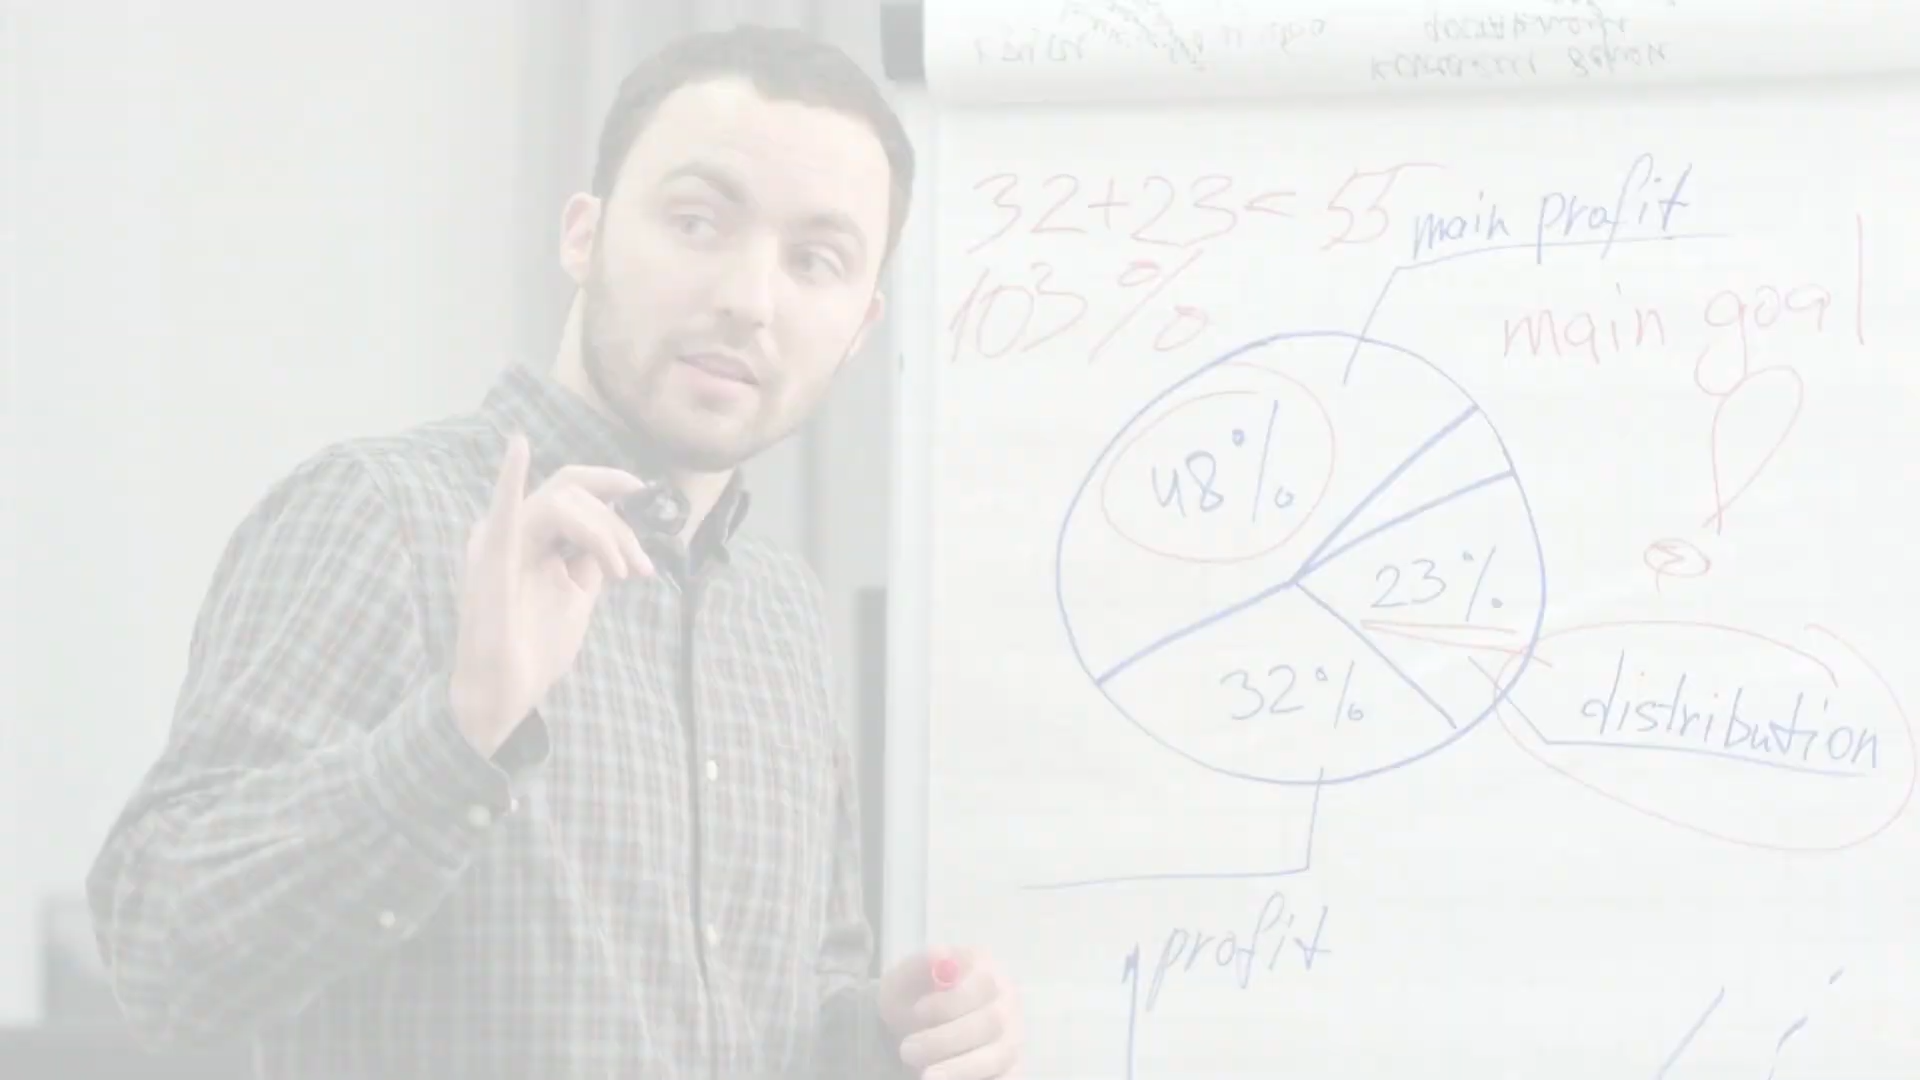 32+23< 55
main profit
103%
main goal
48%
23%
32%
distribution
profit